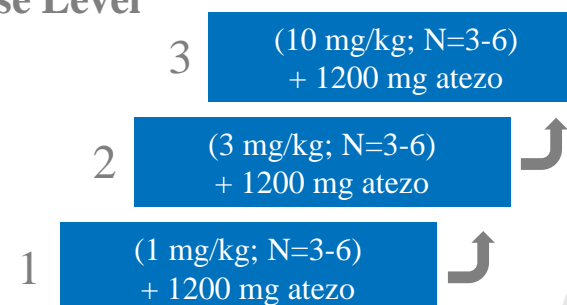 Level
3
(10 mg/kg; N=3-6)
+ 1200 mg atezo
2
(3 mg/kg; N=3-6)
+ 1200 mg atezo
1
(1 mg/kg; N=3-6)
+ 1200 mg atezo